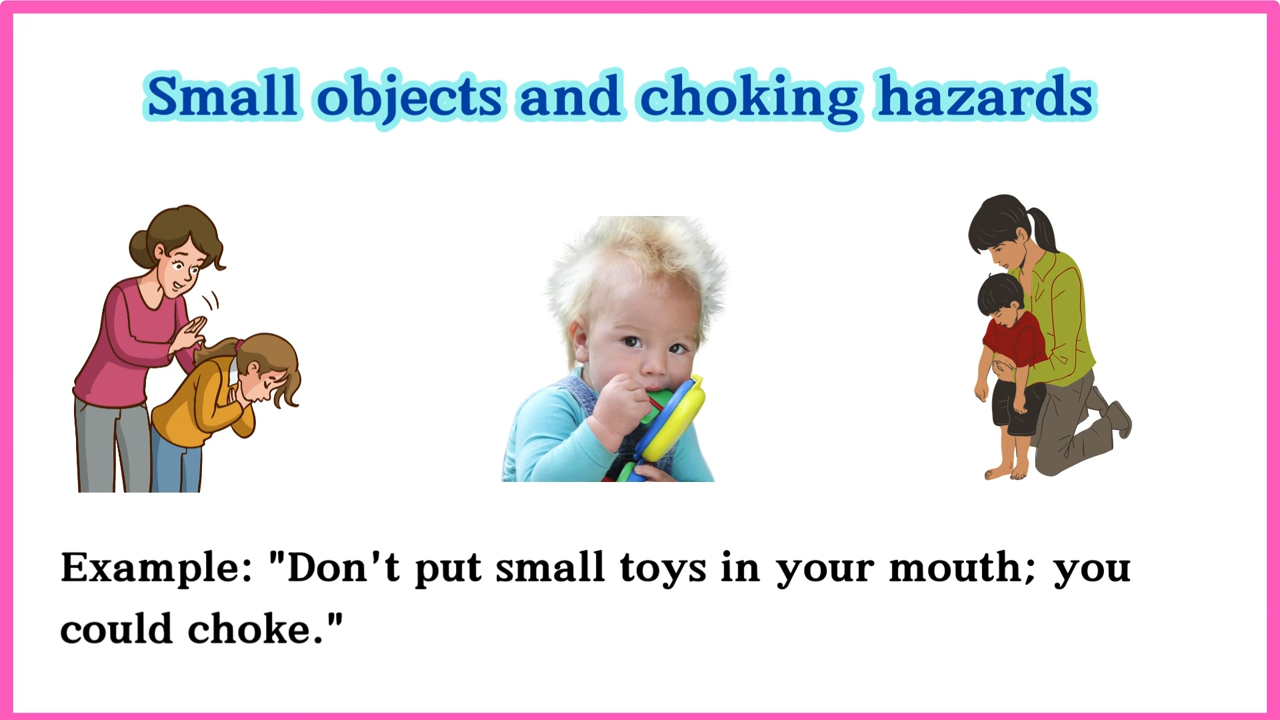 Small objects and choking hazards
Example: "Don't put small toys in your mouth; you
could choke."